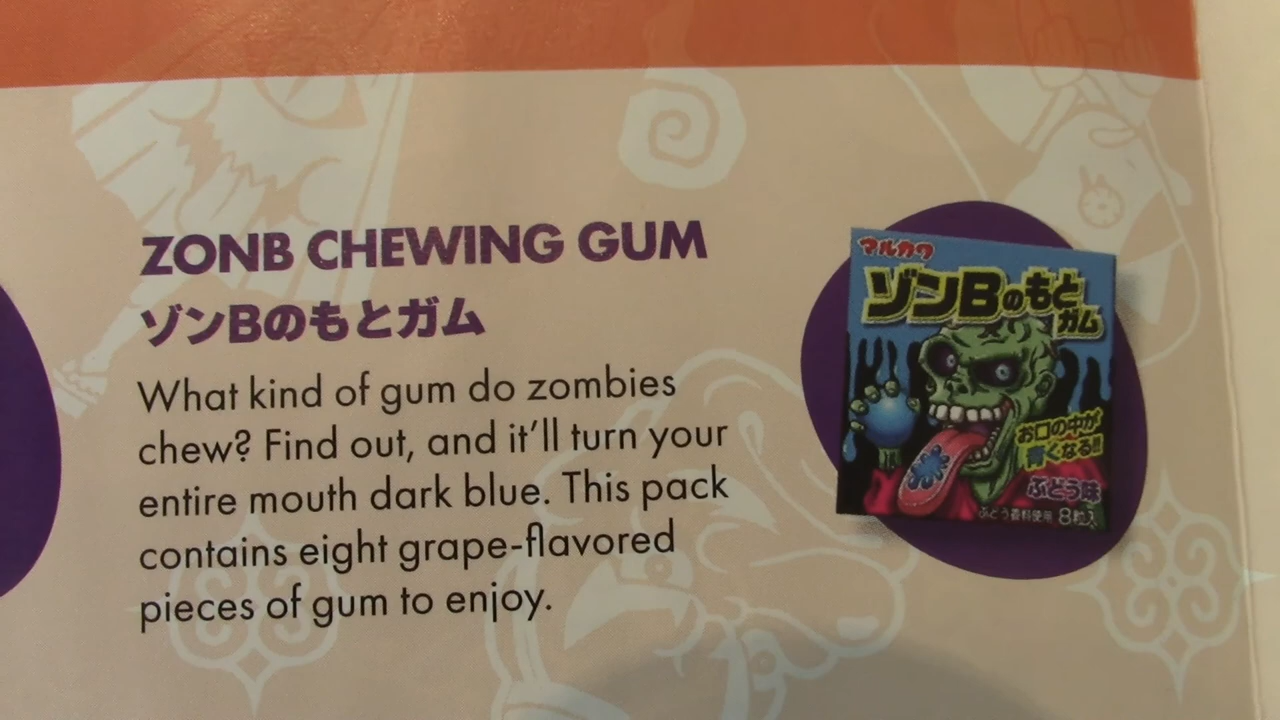 ZONB CHEWING GUM
ゾンBのもとガム
What kind of gum do zombies
chew? Find out, and it'll turn your
entire mouth dark blue. This pack
contains eight grape-flavored
pieces of gum to enjoy.
マルカワ
ゾンBのもと
ガム
お口の中が
青くなる!!
ぶどう味
ぶどう香料使用 8粒入